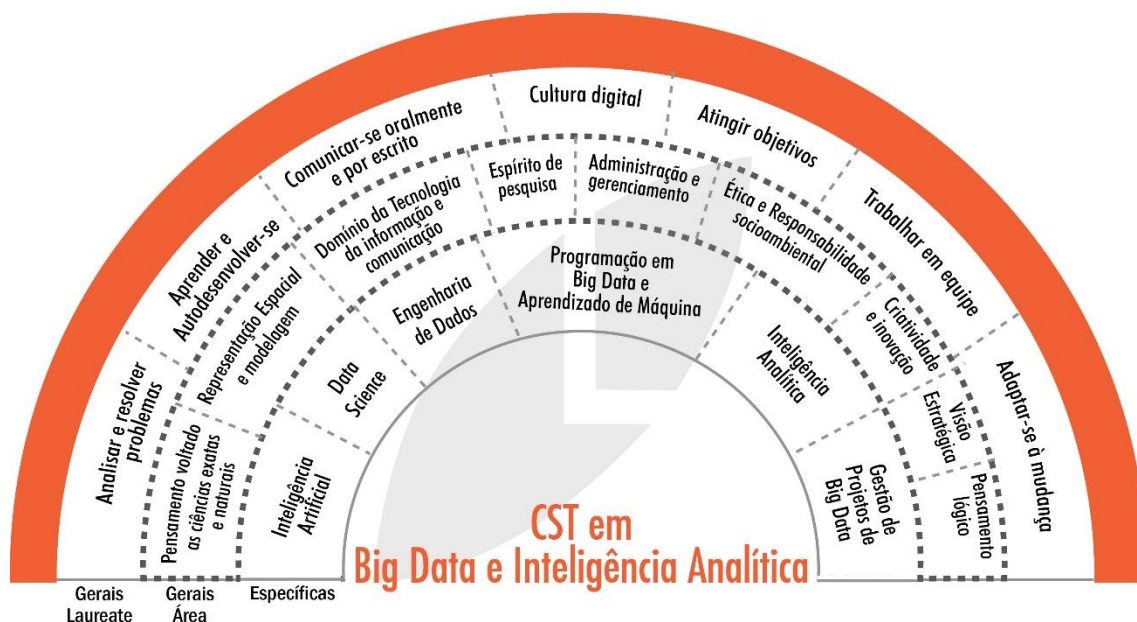 Analisar e resolver
problemas
Aprender e
Autodesenvolver-se
Comunicar-se oralmente
e por escrito
Cultura digital
Atingir objetivos
Trabalhar em equipe
Adaptar-se à mudança
Pensamento voltado
as ciências exatas
e naturais
Representação Espacial
e modelagem
Domínio da Tecnologia
da informação e
comunicação
Espírito de
pesquisa
Administração e
gerenciamento
Ética e Responsabilidade
socioambiental
Criatividade
e inovação
Visão
Estratégica
Pensamento
lógico
Inteligência
Artificial
Data
Science
Engenharia
de Dados
Programação em
Big Data e
Aprendizado de Máquina
Inteligência
Analítica
Gestão de
Projetos de
Big Data
CST em
Big Data e Inteligência Analítica
Gerais
Laureate
Gerais
Área
Específicas